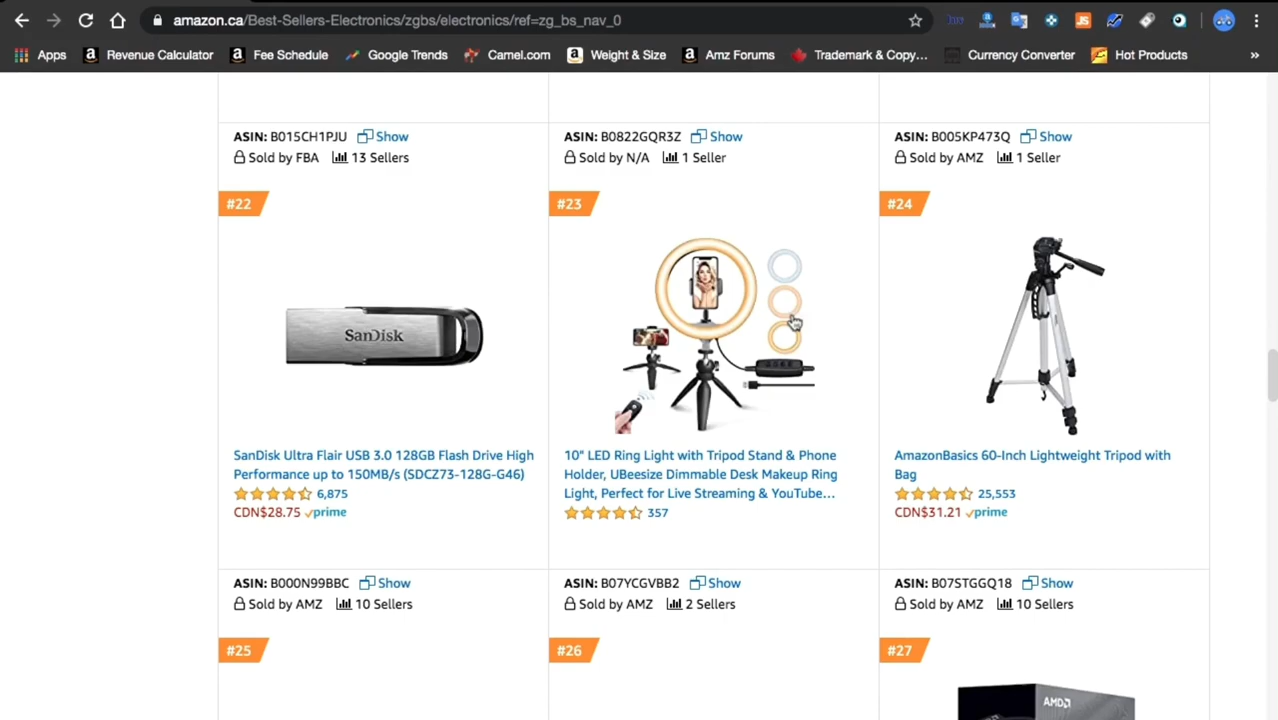 amazon.ca/Best-Sellers-Electronics/zgbs/electronics/ref=zg_bs_nav_0
Apps Revenue Calculator Fee Schedule Google Trends Camel.com Weight & Size Amz Forums Trademark & Copy... Currency Converter Hot Products »
ASIN: B015CH1PJU Show
Sold by FBA 13 Sellers
ASIN: B0822GQR3Z Show
Sold by N/A 1 Seller
ASIN: B005KP473Q Show
Sold by AMZ 1 Seller
#22
SanDisk
SanDisk Ultra Flair USB 3.0 128GB Flash Drive High
Performance up to 150MB/s (SDCZ73-128G-G46)
6,875
CDN$28.75 prime
#23
10" LED Ring Light with Tripod Stand & Phone
Holder, UBeesize Dimmable Desk Makeup Ring
Light, Perfect for Live Streaming & YouTube...
357
#24
AmazonBasics 60-Inch Lightweight Tripod with
Bag
25,553
CDN$31.21 prime
ASIN: B000N99BBC Show
Sold by AMZ 10 Sellers
ASIN: B07YCGVBB2 Show
Sold by AMZ 2 Sellers
ASIN: B07STGGQ18 Show
Sold by AMZ 10 Sellers
#25
#26
#27
AMD